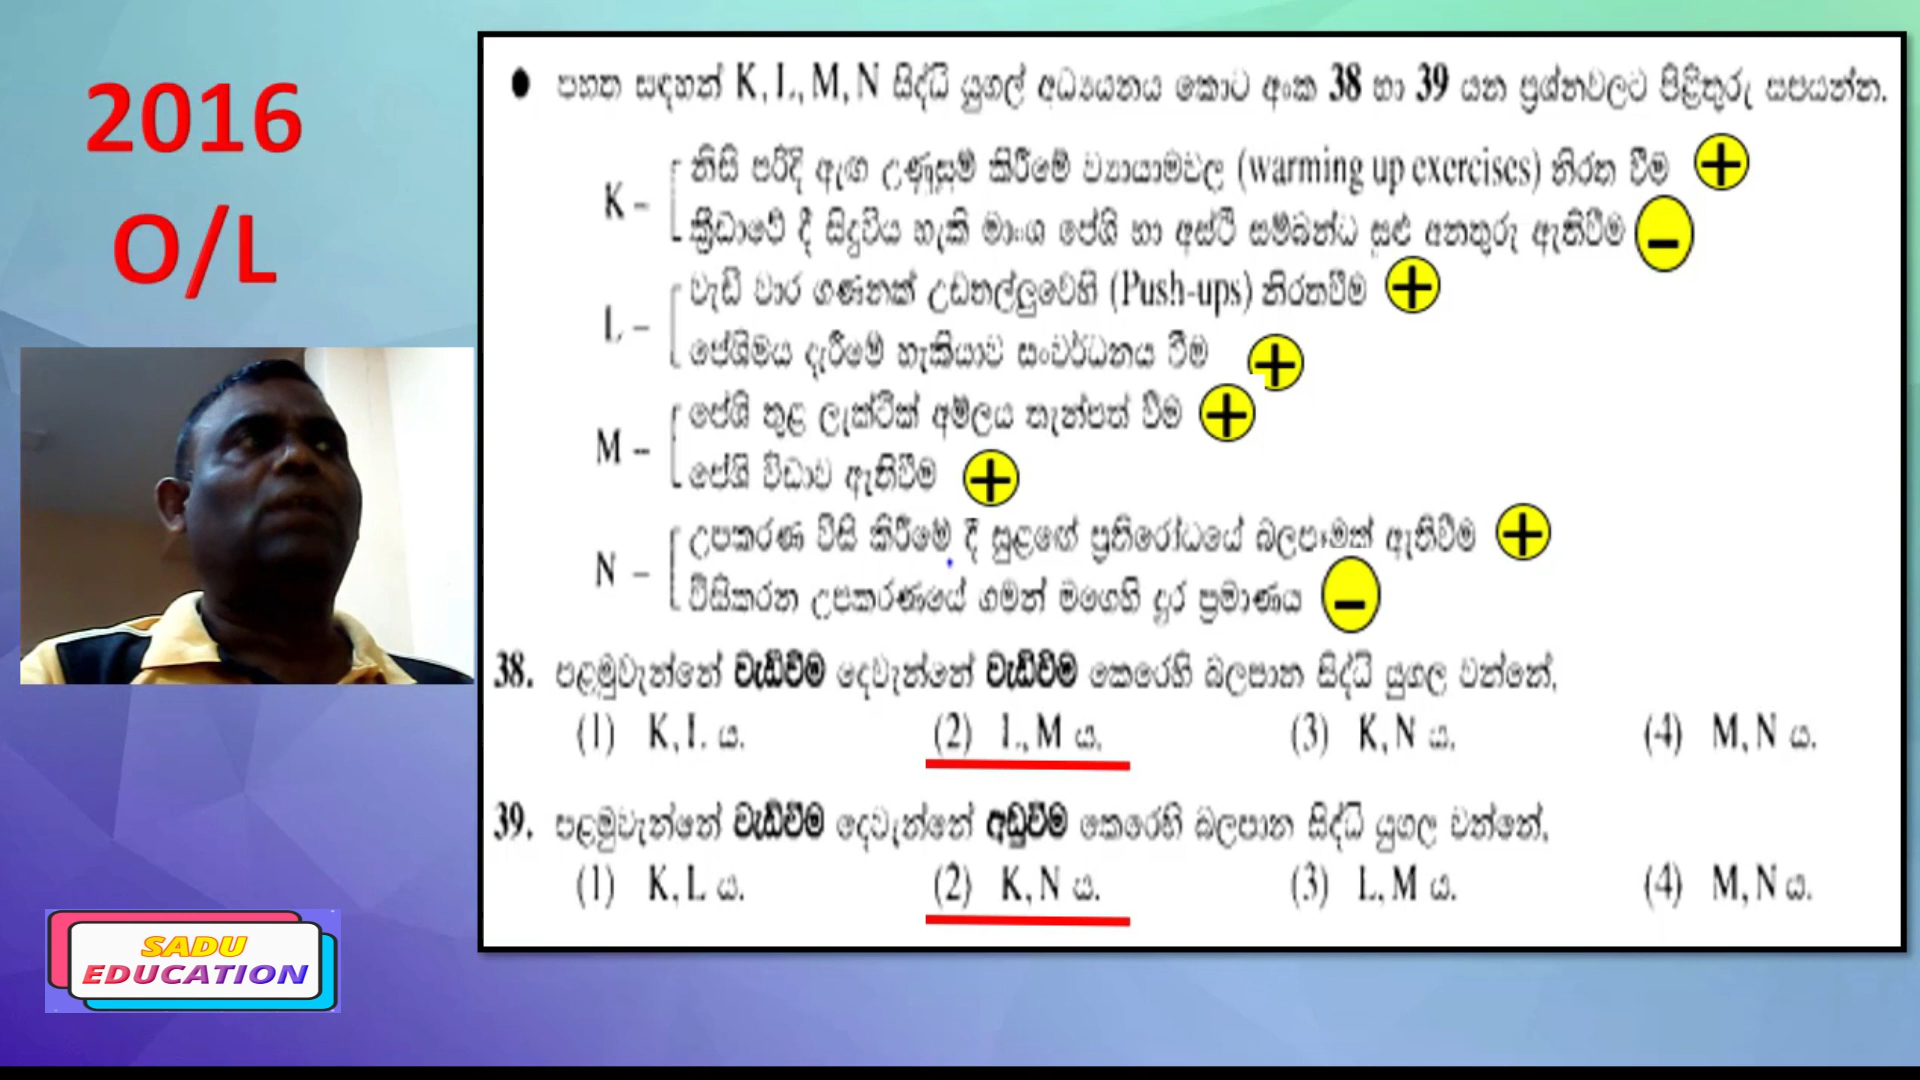 2016
O/L
● පහත සඳහන් K, L, M, N සිද්ධි යුගල් අධ්‍යයනය කොට අංක 38 හා 39 යන ප්‍රශ්නවලට පිළිතුරු සපයන්න.
K – නිසි පරිදි ඇඟ උණුසුම් කිරීමේ ව්‍යායාමවල (warming up exercises) නිරත වීම +
ක්‍රීඩාවේ දී සිදුවිය හැකි මාංශ පේශි හා අස්ථි සම්බන්ධ සුළු අනතුරු ඇතිවීම –
L – වැඩි වාර ගණනක් උඩතල්ලුවෙහි (Push-ups) නිරතවීම +
පේශිමය දැරීමේ හැකියාව සංවර්ධනය වීම +
M – පේශි තුළ ලැක්ටික් අම්ලය තැන්පත් වීම +
පේශි විඩාව ඇතිවීම +
N – උපකරණ විසි කිරීමේ දී සුළඟේ ප්‍රතිරෝධයේ බලපෑමක් ඇතිවීම +
විසිකරන උපකරණයේ ගමන් මගෙහි දුර ප්‍රමාණය –
38. පළමුවැන්නේ වැඩිවීම දෙවැන්නේ වැඩිවීම කෙරෙහි බලපාන සිද්ධි යුගල වන්නේ,
(1) K, L ය. (2) L, M ය. (3) K, N ය. (4) M, N ය.
39. පළමුවැන්නේ වැඩිවීම දෙවැන්නේ අඩුවීම කෙරෙහි බලපාන සිද්ධි යුගල වන්නේ,
(1) K, L ය. (2) K, N ය. (3) L, M ය. (4) M, N ය.
SADU
EDUCATION